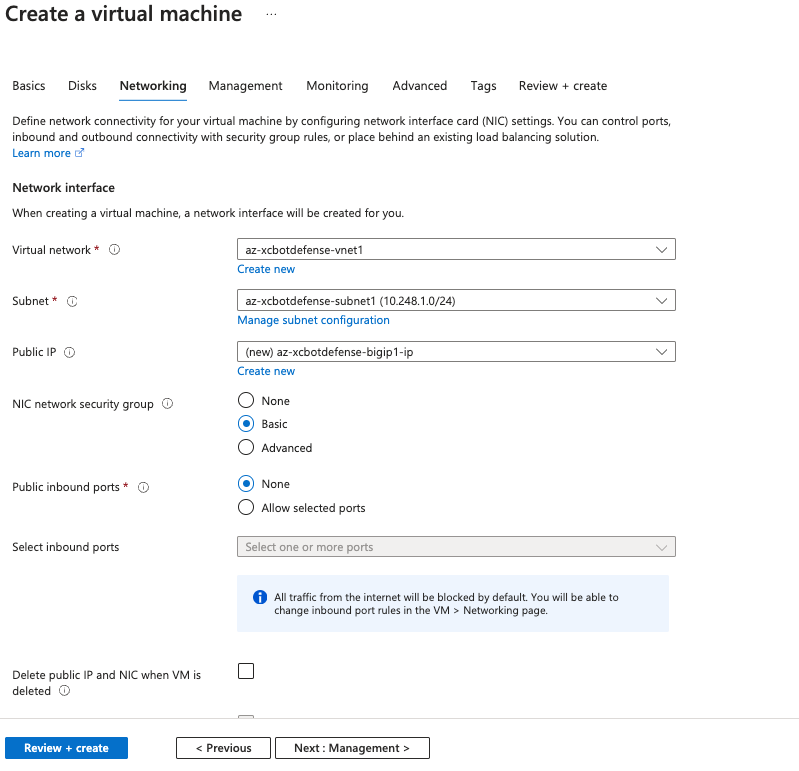 Create a virtual machine ...
Basics Disks Networking Management Monitoring Advanced Tags Review + create
Define network connectivity for your virtual machine by configuring network interface card (NIC) settings. You can control ports,
inbound and outbound connectivity with security group rules, or place behind an existing load balancing solution.
Learn more
Network interface
When creating a virtual machine, a network interface will be created for you.
Virtual network *
az-xcbotdefense-vnet1
Create new
Subnet *
az-xcbotdefense-subnet1 (10.248.1.0/24)
Manage subnet configuration
Public IP
(new) az-xcbotdefense-bigip1-ip
Create new
NIC network security group
None
Basic
Advanced
Public inbound ports *
None
Allow selected ports
Select inbound ports
Select one or more ports
All traffic from the internet will be blocked by default. You will be able to
change inbound port rules in the VM > Networking page.
Delete public IP and NIC when VM is
deleted
Review + create
< Previous
Next : Management >